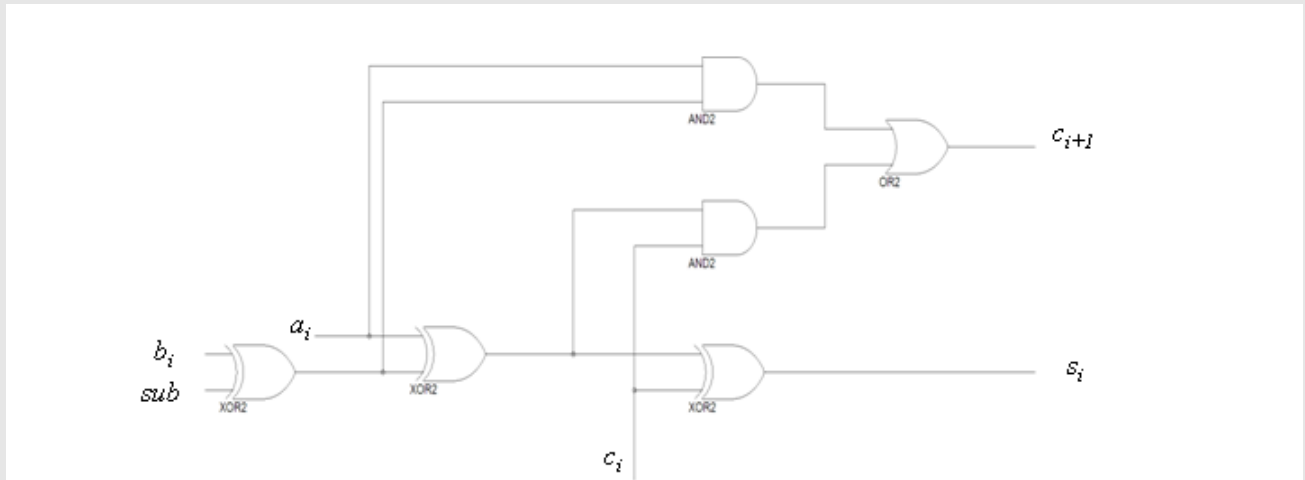 AND2
c_{i+1}
OR2
AND2
a_i
b_i
XOR2
s_i
sub
XOR2
XOR2
c_i